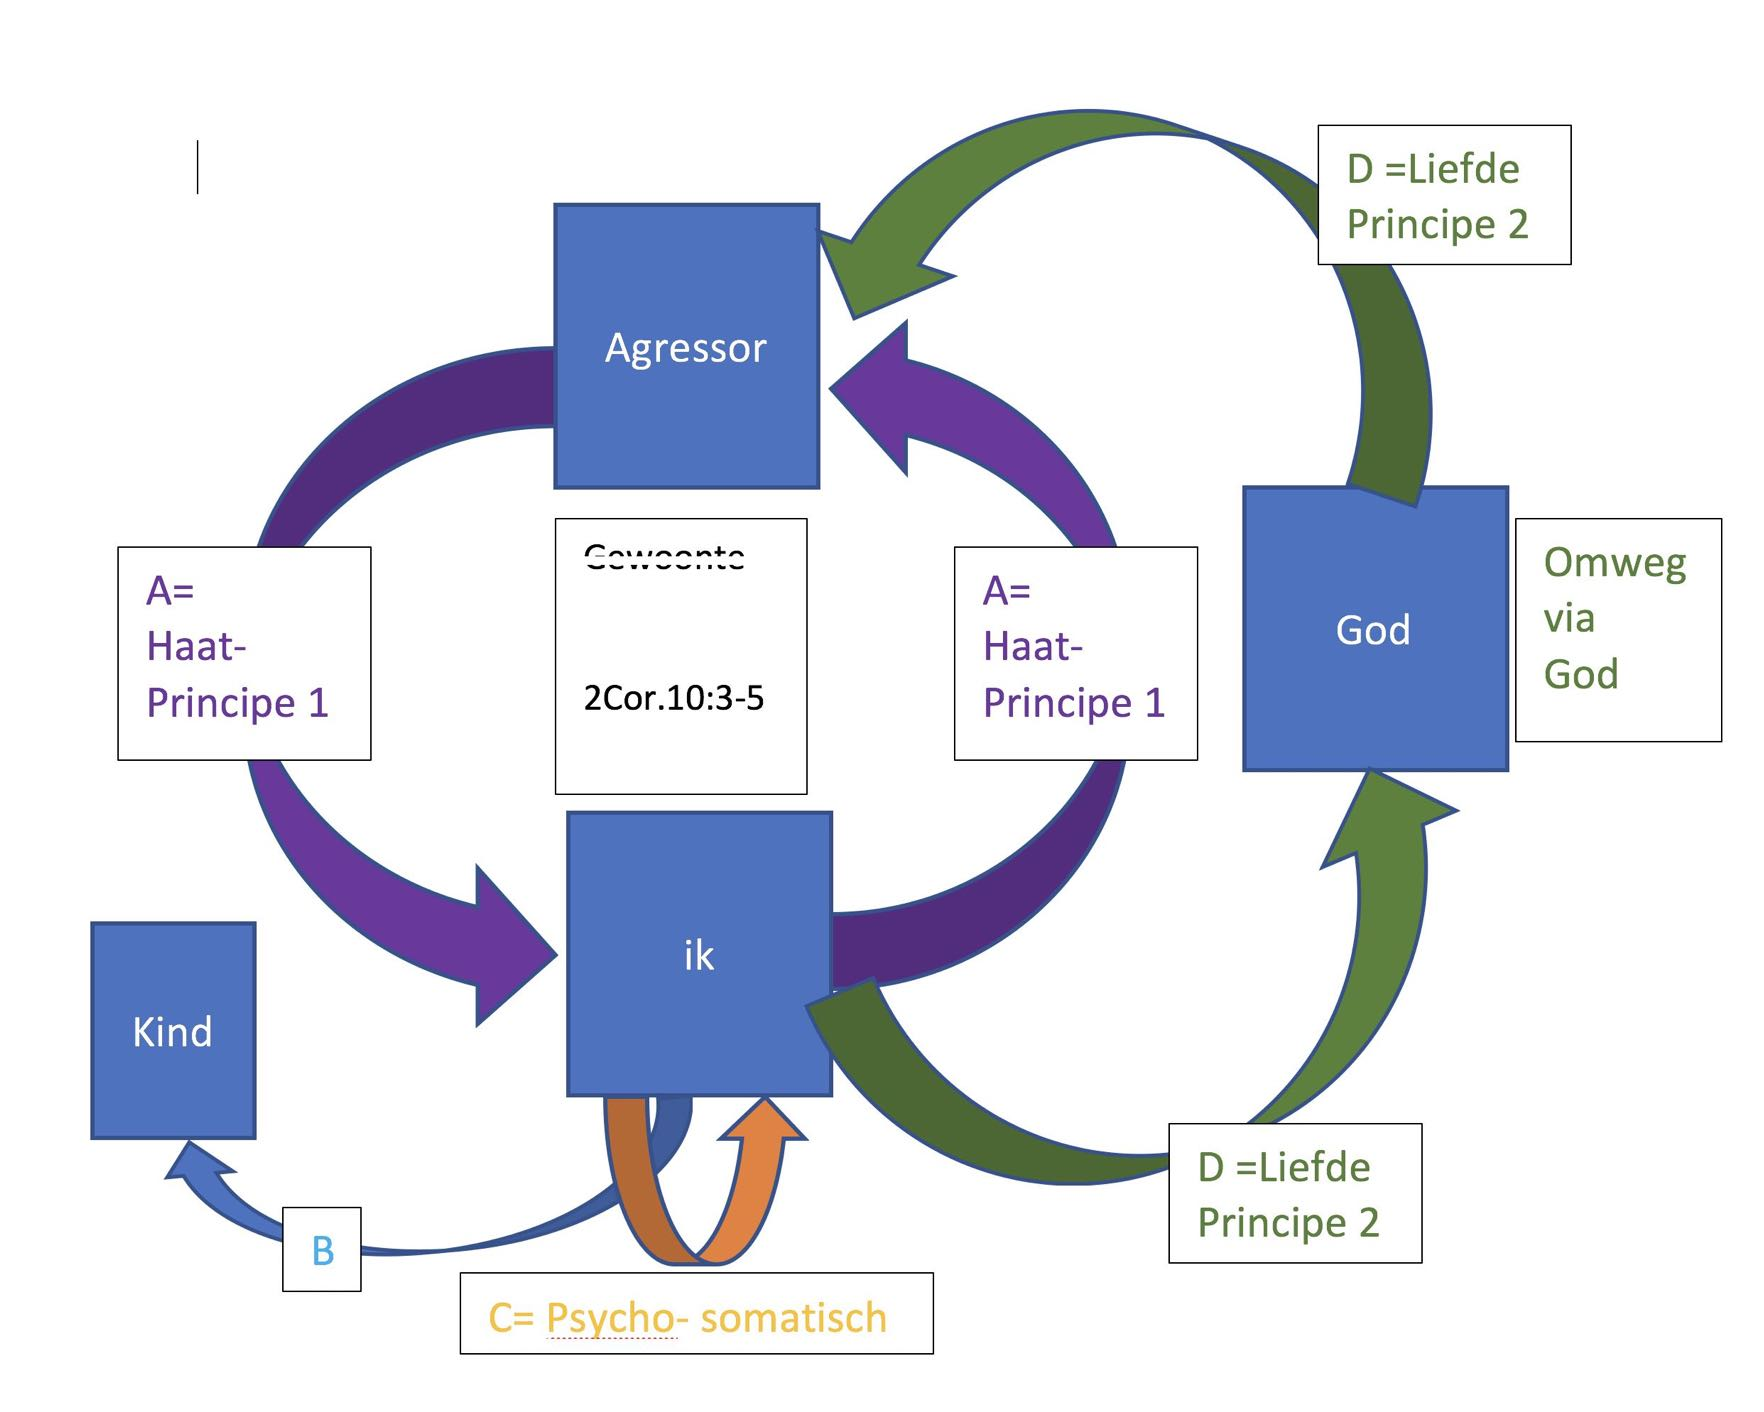 D =Liefde
Principe 2
Agressor
Gewoonte
2Cor.10:3-5
A=
Haat-
Principe 1
A=
Haat-
Principe 1
God
Omweg
via
God
ik
Kind
B
D =Liefde
Principe 2
C= Psycho- somatisch